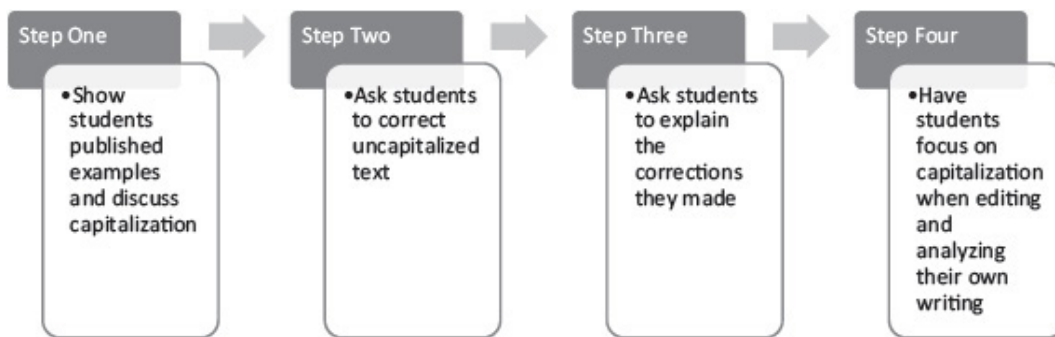 Step One
•Show
students
published
examples
and discuss
capitalization
Step Two
•Ask students
to correct
uncapitalized
text
Step Three
•Ask students
to explain
the
corrections
they made
Step Four
•Have
students
focus on
capitalization
when editing
and
analyzing
their own
writing